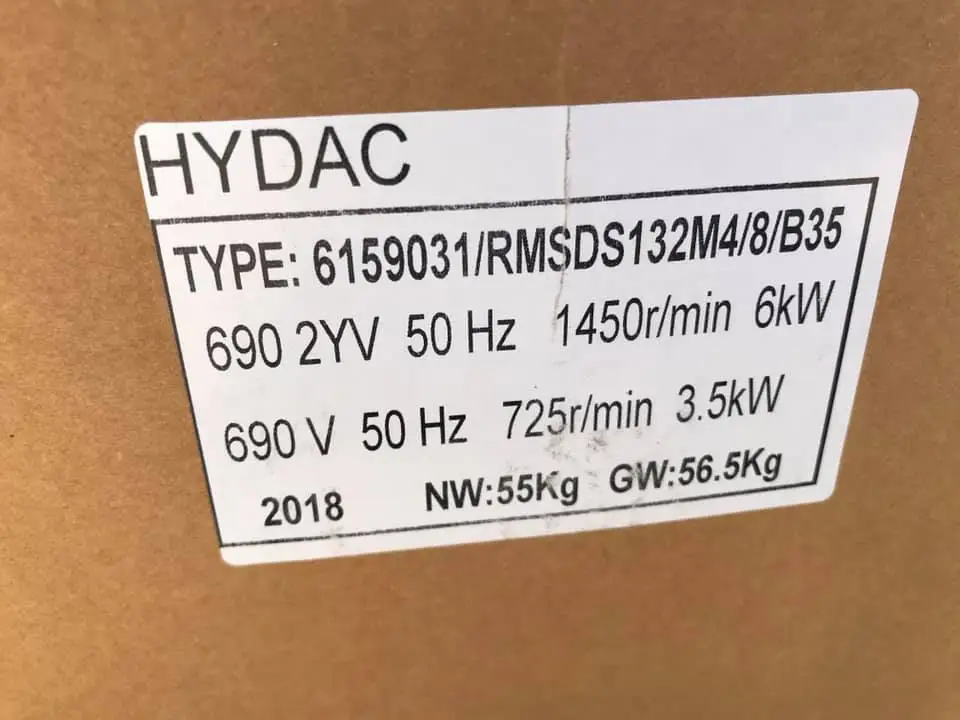 HYDAC
TYPE: 6159031/RMSDS132M4/8/B35
690 2YV 50 Hz 1450r/min 6kW
690 V 50 Hz 725r/min 3.5kW
2018 NW:55Kg GW:56.5Kg